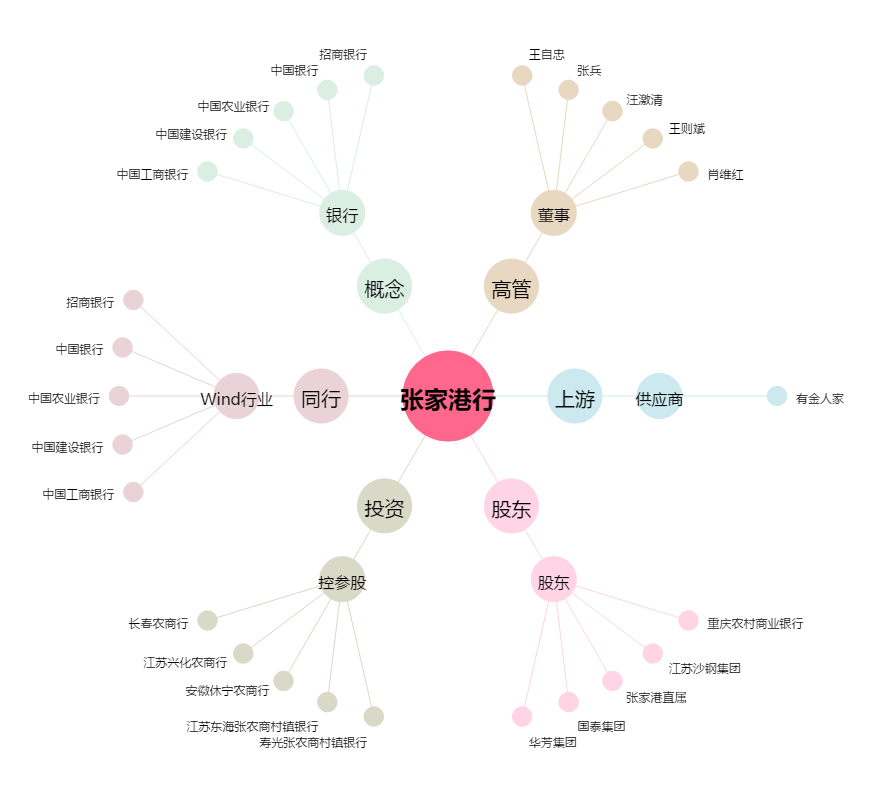 招商银行
中国银行
中国农业银行
中国建设银行
中国工商银行
银行
概念
王自忠
张兵
汪激清
王则斌
肖维红
董事
高管
招商银行
中国银行
中国农业银行
中国建设银行
中国工商银行
Wind行业
同行
张家港行
上游
供应商
有金人家
投资
控参股
长春农商行
江苏兴化农商行
安徽休宁农商行
江苏东海张农商村镇银行
寿光张农商村镇银行
股东
股东
重庆农村商业银行
江苏沙钢集团
张家港直属
国泰集团
华芳集团